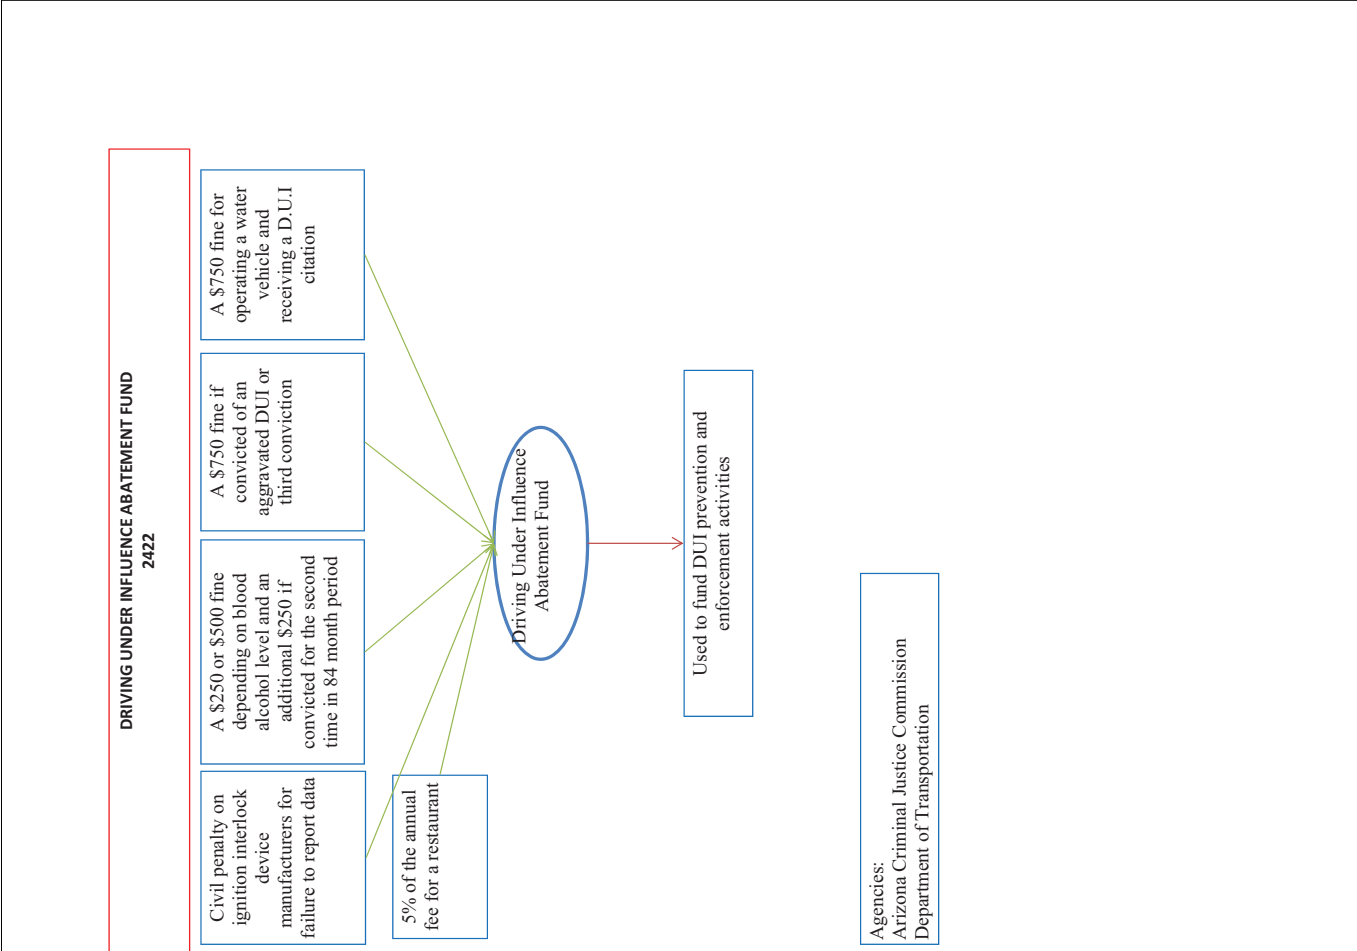 DRIVING UNDER INFLUENCE ABATEMENT FUND
2422
Civil penalty on
ignition interlock
device
manufacturers for
failure to report data
A $250 or $500 fine
depending on blood
alcohol level and an
additional $250 if
convicted for the second
time in 84 month period
A $750 fine if
convicted of an
aggravated DUI or
third conviction
A $750 fine for
operating a water
vehicle and
receiving a D.U.I
citation
5% of the annual
fee for a restaurant
Driving Under Influence
Abatement Fund
Used to fund DUI prevention and
enforcement activities
Agencies:
Arizona Criminal Justice Commission
Department of Transportation